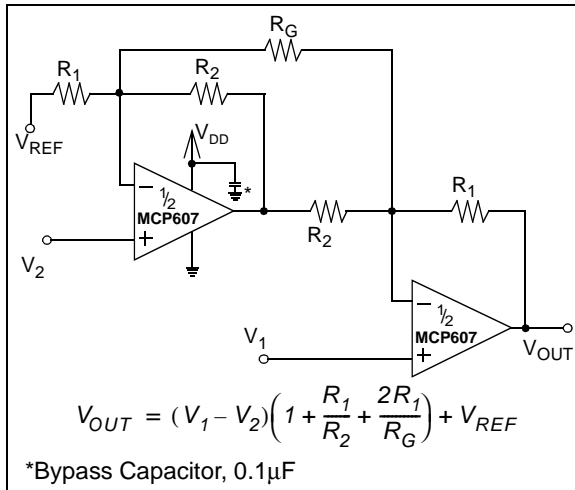 R_G
R_1
R_2
V_REF
V_DD
*
–
1/2
MCP607
+
V_2
R_2
R_1
–
1/2
MCP607
+
V_1
V_OUT
V_OUT = (V_1 – V_2)(1 + R_1/R_2 + 2R_1/R_G) + V_REF
*Bypass Capacitor, 0.1µF